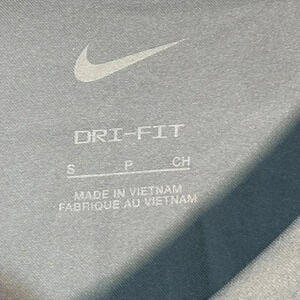 DRI-FIT
S P CH
MADE IN VIETNAM
FABRIQUE AU VIETNAM